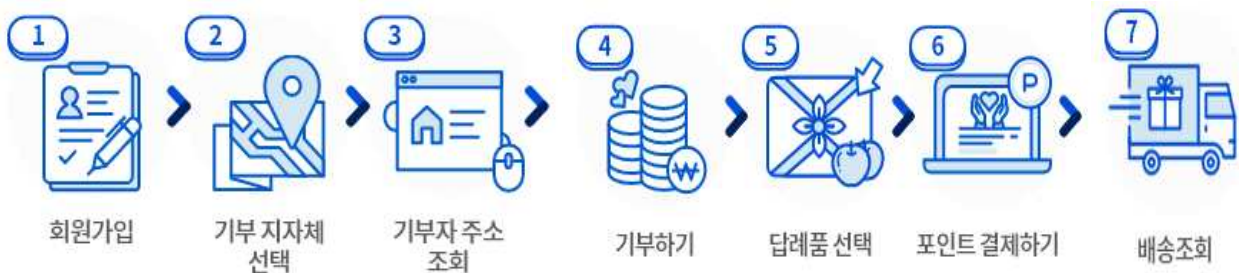 1
회원가입
2
기부 지자체
선택
3
기부자 주소
조회
4
₩
기부하기
5
답례품 선택
6
P
포인트 결제하기
7
배송조회